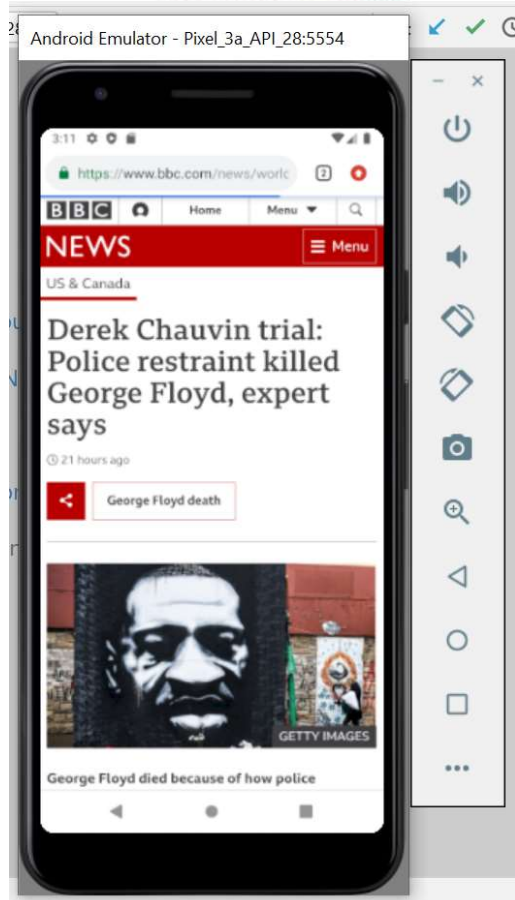 Android Emulator - Pixel_3a_API_28:5554
3:11
https://www.bbc.com/news/worlc
2
BBC
Home
Menu
NEWS
Menu
US & Canada
Derek Chauvin trial:
Police restraint killed
George Floyd, expert
says
21 hours ago
George Floyd death
GETTY IMAGES
George Floyd died because of how police